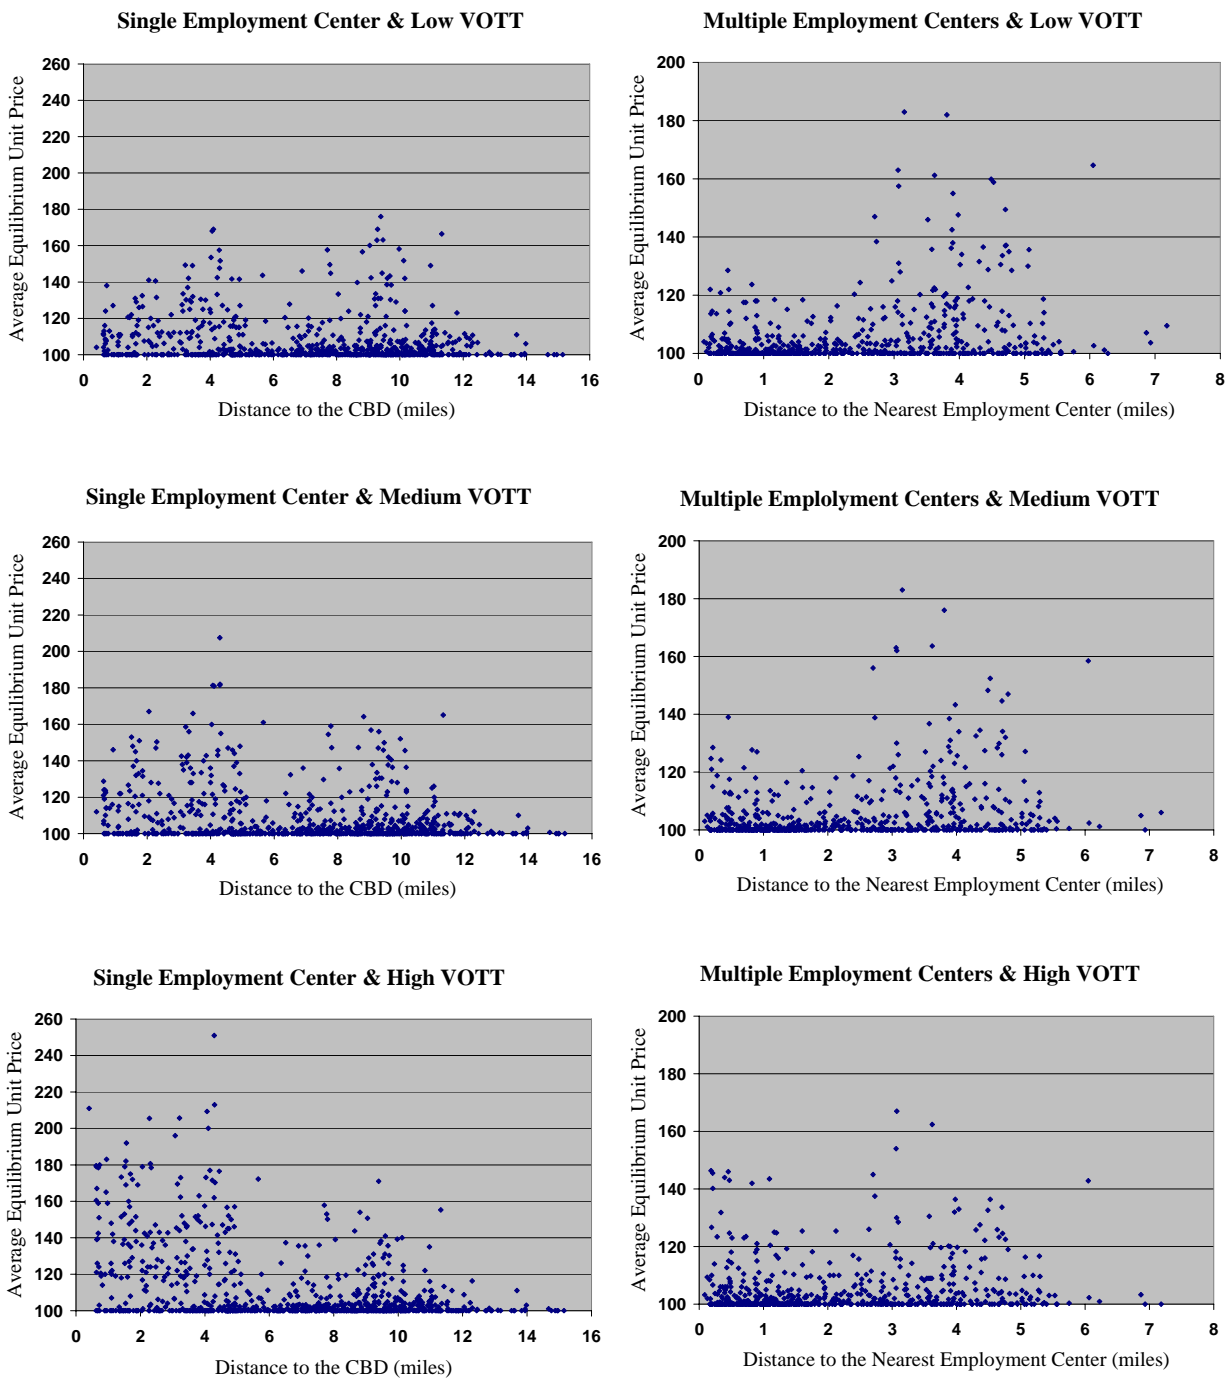 Single Employment Center & Low VOTT
Average Equilibrium Unit Price
260
240
220
200
180
160
140
120
100
0 2 4 6 8 10 12 14 16
Distance to the CBD (miles)
Multiple Employment Centers & Low VOTT
Average Equilibrium Unit Price
200
180
160
140
120
100
0 1 2 3 4 5 6 7 8
Distance to the Nearest Employment Center (miles)
Single Employment Center & Medium VOTT
Average Equilibrium Unit Price
260
240
220
200
180
160
140
120
100
0 2 4 6 8 10 12 14 16
Distance to the CBD (miles)
Multiple Emplolyment Centers & Medium VOTT
Average Equilibrium Unit Price
200
180
160
140
120
100
0 1 2 3 4 5 6 7 8
Distance to the Nearest Employment Center (miles)
Single Employment Center & High VOTT
Average Equilibrium Unit Price
260
240
220
200
180
160
140
120
100
0 2 4 6 8 10 12 14 16
Distance to the CBD (miles)
Multiple Employment Centers & High VOTT
Average Equilibrium Unit Price
200
180
160
140
120
100
0 1 2 3 4 5 6 7 8
Distance to the Nearest Employment Center (miles)